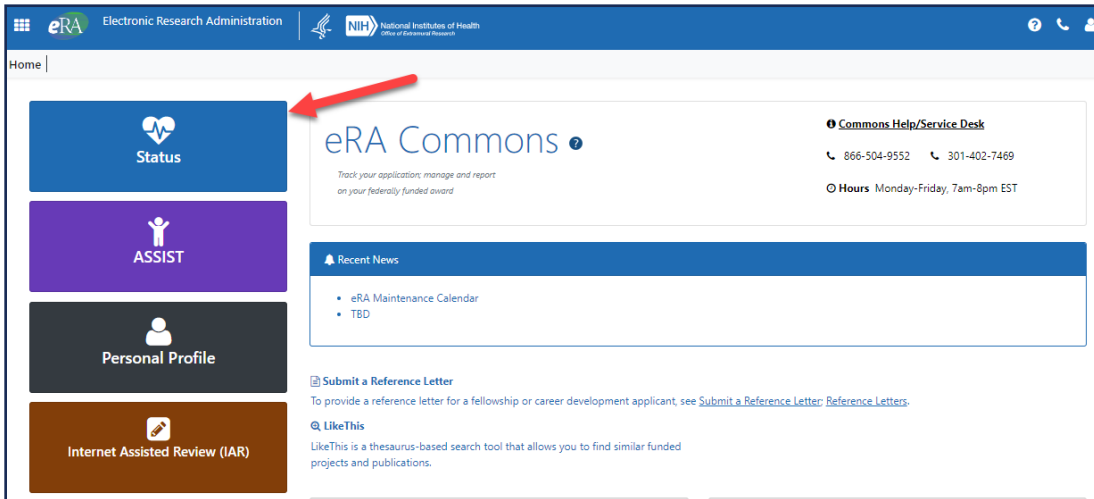 eRA Electronic Research Administration
NIH National Institutes of Health
Office of Extramural Research
Home
Status
ASSIST
Personal Profile
Internet Assisted Review (IAR)
eRA Commons
Track your application; manage and report
on your federally funded award
Commons Help/Service Desk
866-504-9552 301-402-7469
Hours Monday-Friday, 7am-8pm EST
Recent News
eRA Maintenance Calendar
TBD
Submit a Reference Letter
To provide a reference letter for a fellowship or career development applicant, see Submit a Reference Letter; Reference Letters.
LikeThis
LikeThis is a thesaurus-based search tool that allows you to find similar funded
projects and publications.